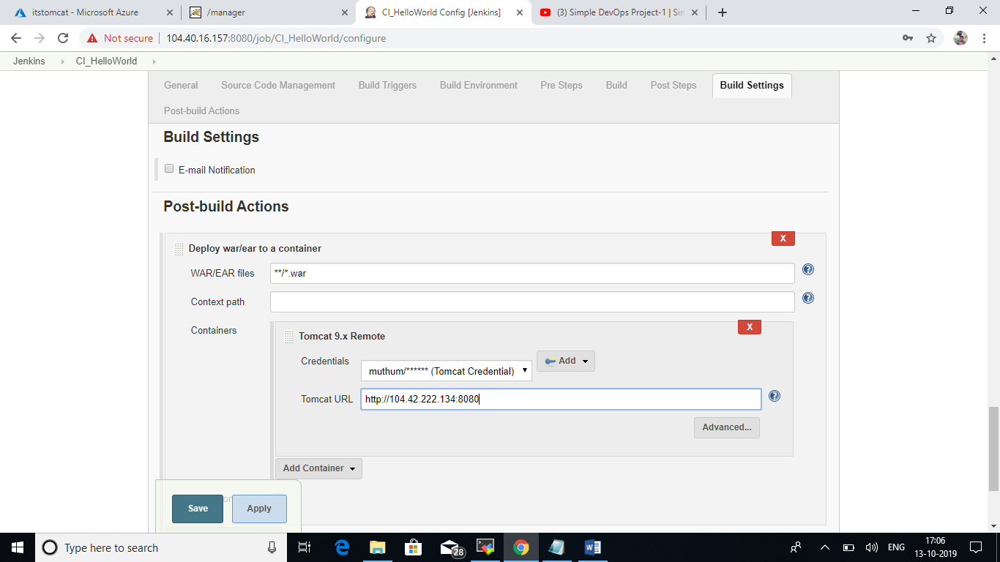 itstomcat - Microsoft Azure
/manager
CI_HelloWorld Config [Jenkins]
(3) Simple DevOps Project-1 | Sin
Not secure
104.40.16.157:8080/job/CI_HelloWorld/configure
Jenkins
CI_HelloWorld
General
Source Code Management
Build Triggers
Build Environment
Pre Steps
Build
Post Steps
Build Settings
Post-build Actions
Build Settings
E-mail Notification
Post-build Actions
X
Deploy war/ear to a container
WAR/EAR files
**/*.war
Context path
Containers
X
Tomcat 9.x Remote
Credentials
muthum/****** (Tomcat Credential)
Add
Tomcat URL
http://104.42.222.134:8080
Advanced...
Add Container
Save
Apply
Type here to search
28
ENG
17:06
13-10-2019